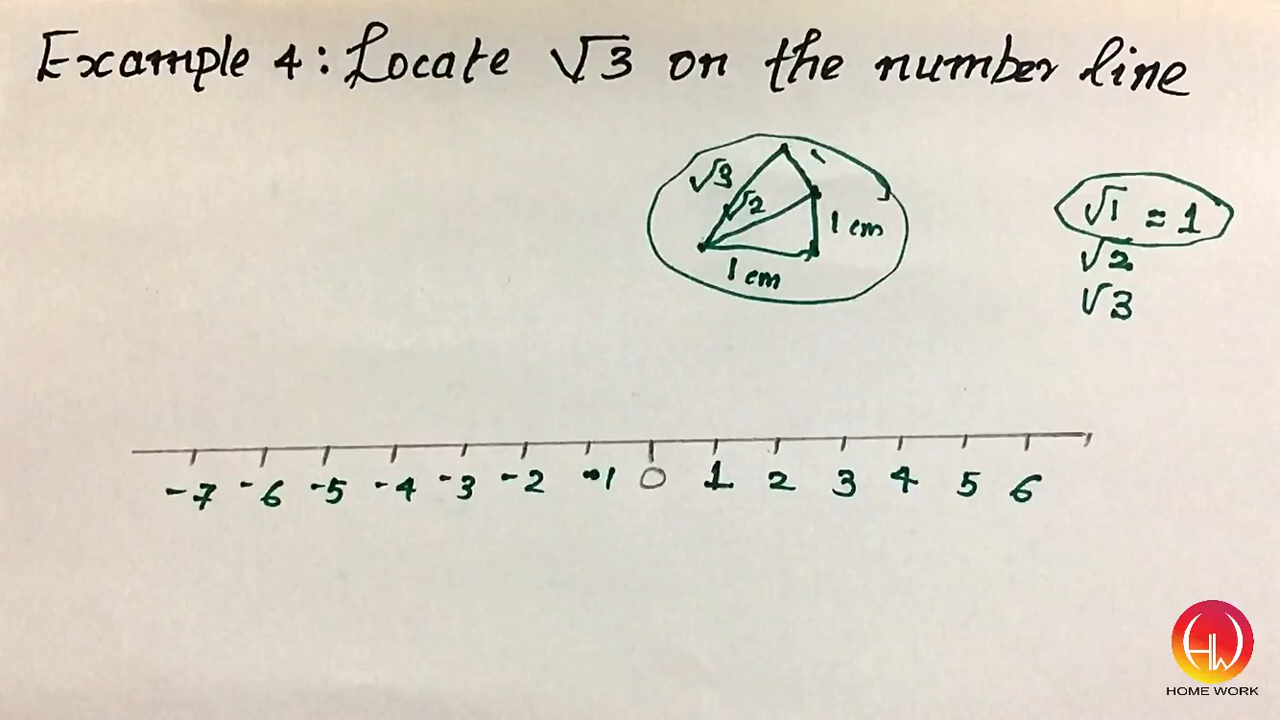 Example 4: Locate √3 on the number line
√3
√2
1 cm
1 cm
√1 = 1
√2
√3
-7 -6 -5 -4 -3 -2 -1 0 1 2 3 4 5 6
HW
HOME WORK